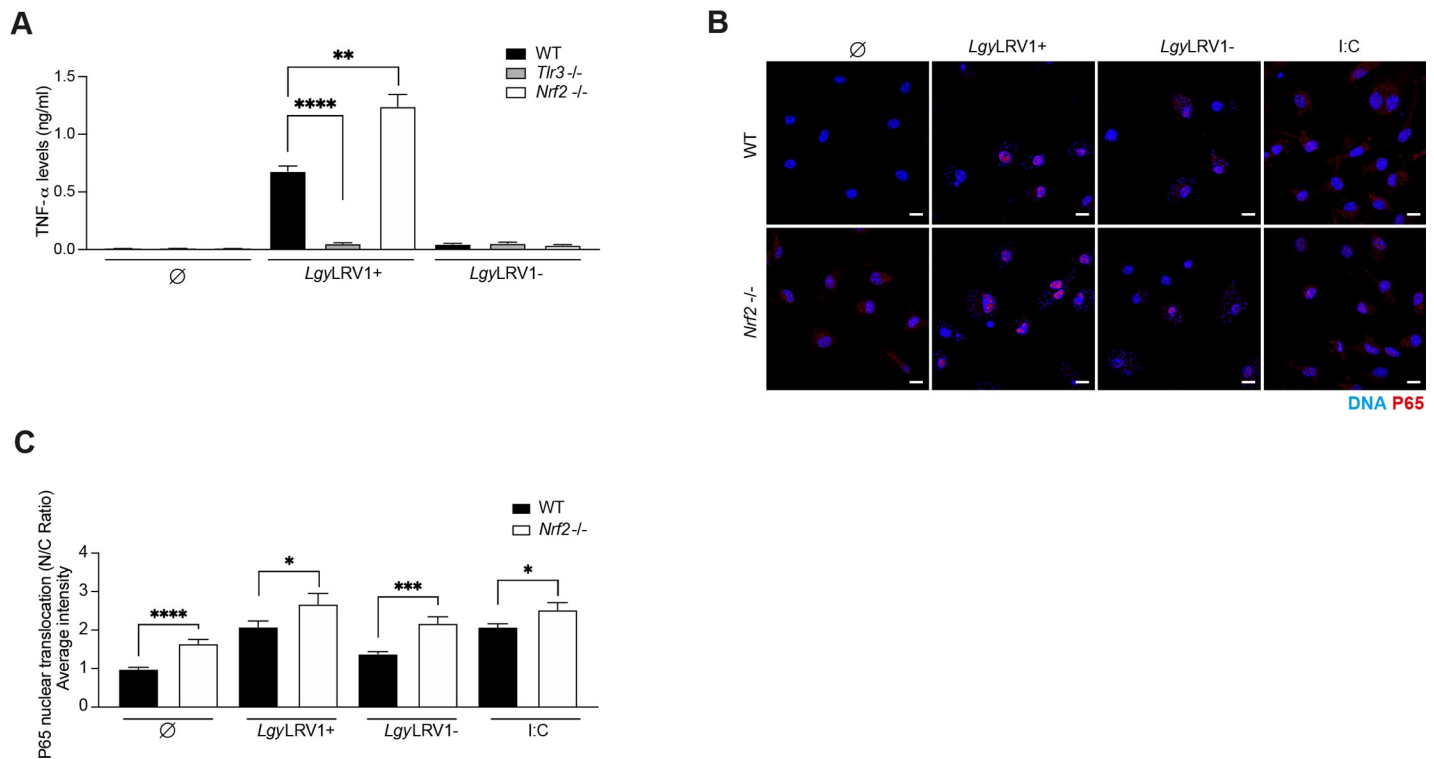 A
WT
Tlr3 -/-
Nrf2 -/-
TNF-α levels (ng/ml)
1.5
1.0
0.5
0.0
**
****
∅
LgyLRV1+
LgyLRV1-
B
∅
LgyLRV1+
LgyLRV1-
I:C
WT
Nrf2 -/-
DNA P65
C
WT
Nrf2 -/-
P65 nuclear translocation (N/C Ratio)
Average intensity
4
3
2
1
0
****
*
***
*
∅
LgyLRV1+
LgyLRV1-
I:C